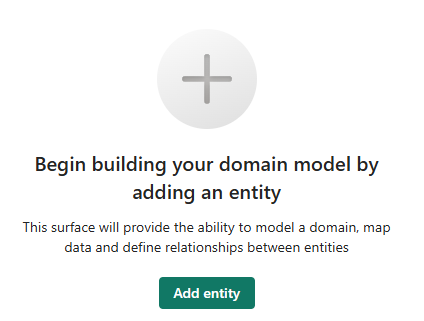 Begin building your domain model by
adding an entity
This surface will provide the ability to model a domain, map
data and define relationships between entities
Add entity